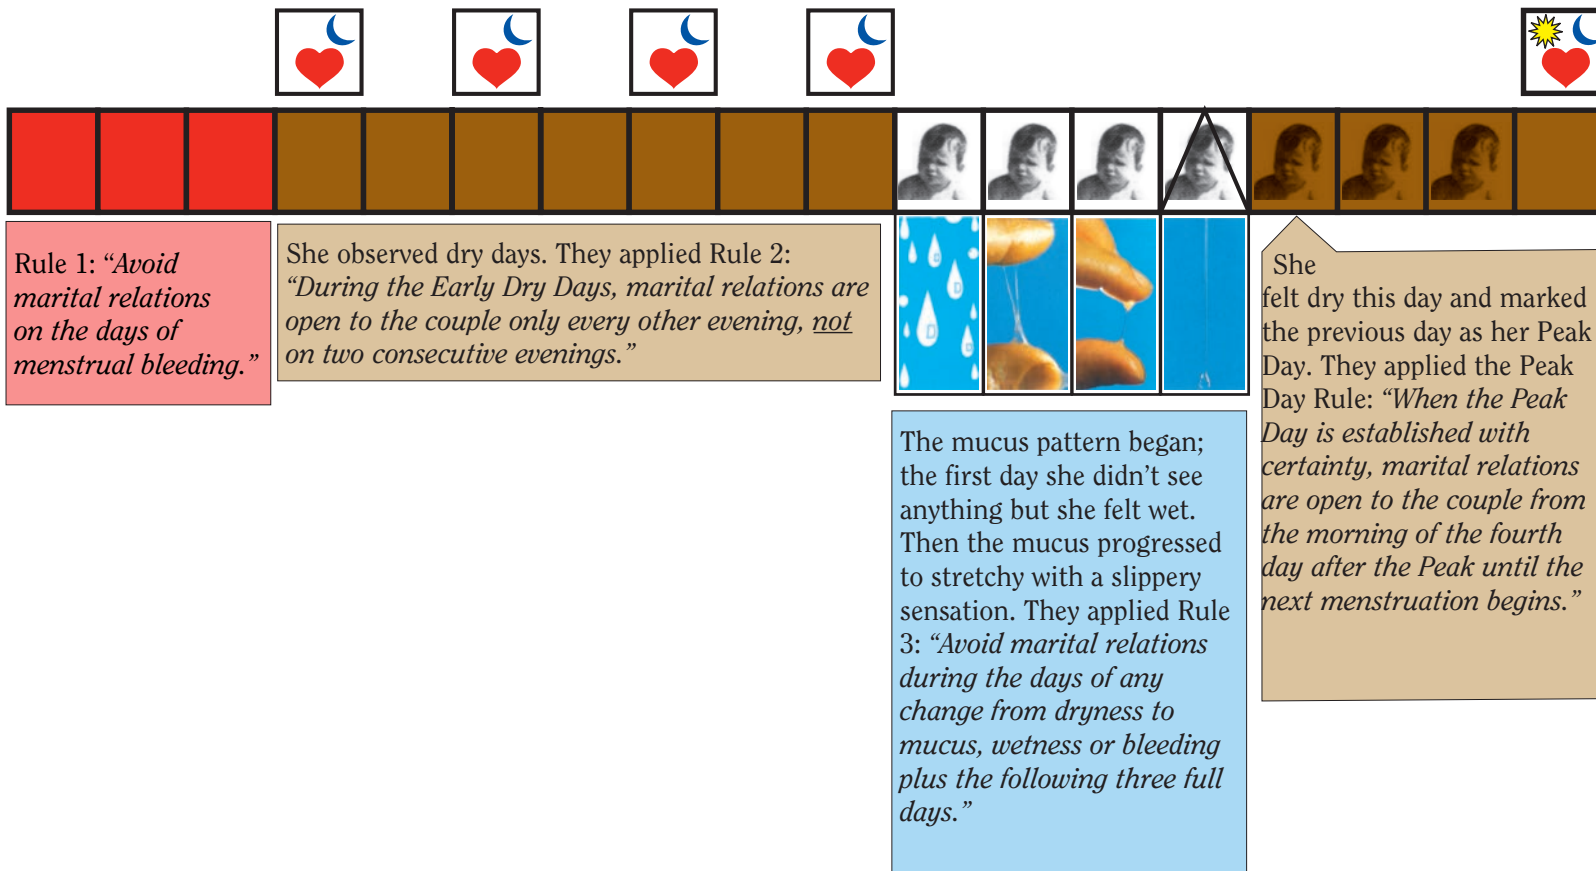 Rule 1: “Avoid
marital relations
on the days of
menstrual bleeding.”
She observed dry days. They applied Rule 2:
“During the Early Dry Days, marital relations are
open to the couple only every other evening, not
on two consecutive evenings.”
D
D
D
D
The mucus pattern began;
the first day she didn’t see
anything but she felt wet.
Then the mucus progressed
to stretchy with a slippery
sensation. They applied Rule
3: “Avoid marital relations
during the days of any
change from dryness to
mucus, wetness or bleeding
plus the following three full
days.”
She
felt dry this day and marked
the previous day as her Peak
Day. They applied the Peak
Day Rule: “When the Peak
Day is established with
certainty, marital relations
are open to the couple from
the morning of the fourth
day after the Peak until the
next menstruation begins.”